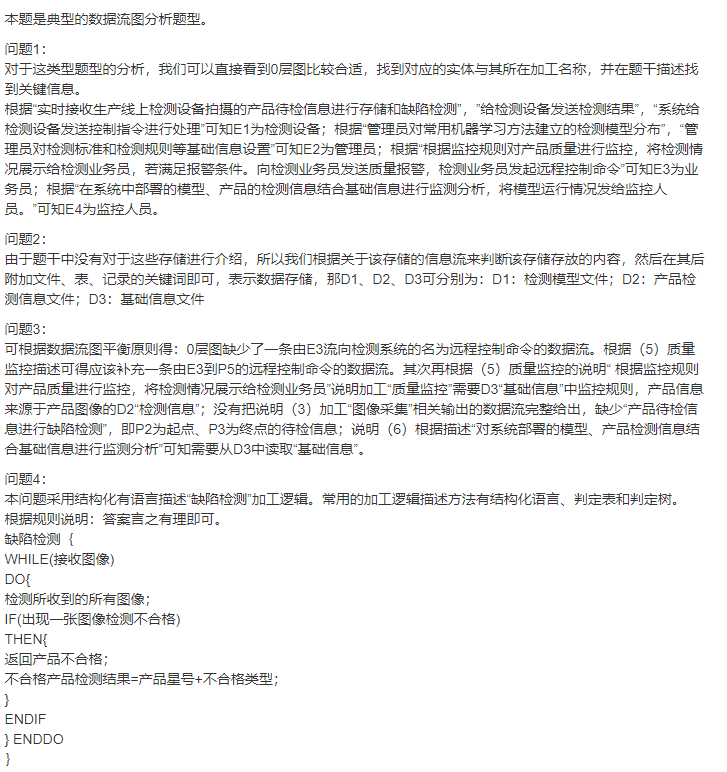 本题是典型的数据流图分析题型。
问题1：
对于这类型题型的分析，我们可以直接看到0层图比较合适，找到对应的实体与其所在加工名称，并在题干描述找
到关键信息。
根据“实时接收生产线上检测设备拍摄的产品待检信息进行存储和缺陷检测”，”给检测设备发送检测结果”，“系统给
检测设备发送控制指令进行处理”可知E1为检测设备；根据“管理员对常用机器学习方法建立的检测模型分布”，“管
理员对检测标准和检测规则等基础信息设置”可知E2为管理员；根据“根据监控规则对产品质量进行监控，将检测情
况展示给检测业务员，若满足报警条件。向检测业务员发送质量报警，检测业务员发起远程控制命令”可知E3为业
务员；根据“在系统中部署的模型、产品的检测信息结合基础信息进行监测分析，将模型运行情况发给监控人
员。”可知E4为监控人员。
问题2：
由于题干中没有对于这些存储进行介绍，所以我们根据关于该存储的信息流来判断该存储存放的内容，然后在其后
附加文件、表、记录的关键词即可，表示数据存储，那D1、D2、D3可分别为：D1：检测模型文件；D2：产品检
测信息文件；D3：基础信息文件
问题3：
可根据数据流图平衡原则得：0层图缺少了一条由E3流向检测系统的名为远程控制命令的数据流。根据（5）质量
监控描述可得应该补充一条由E3到P5的远程控制命令的数据流。其次再根据（5）质量监控的说明“ 根据监控规则
对产品质量进行监控，将检测情况展示给检测业务员”说明加工“质量监控”需要D3“基础信息”中监控规则，产品信息
来源于产品图像的D2“检测信息”；没有把说明（3）加工“图像采集”相关输出的数据流完整给出，缺少“产品待检信
息进行缺陷检测”，即P2为起点、P3为终点的待检信息；说明（6）根据描述“对系统部署的模型、产品检测信息结
合基础信息进行监测分析”可知需要从D3中读取“基础信息”。
问题4：
本问题采用结构化有语言描述“缺陷检测”加工逻辑。常用的加工逻辑描述方法有结构化语言、判定表和判定树。
根据规则说明：答案言之有理即可。
缺陷检测｛
WHILE(接收图像)
DO{
检测所收到的所有图像；
IF(出现一张图像检测不合格)
THEN{
返回产品不合格；
不合格产品检测结果=产品星号+不合格类型；
}
ENDIF
} ENDDO
｝